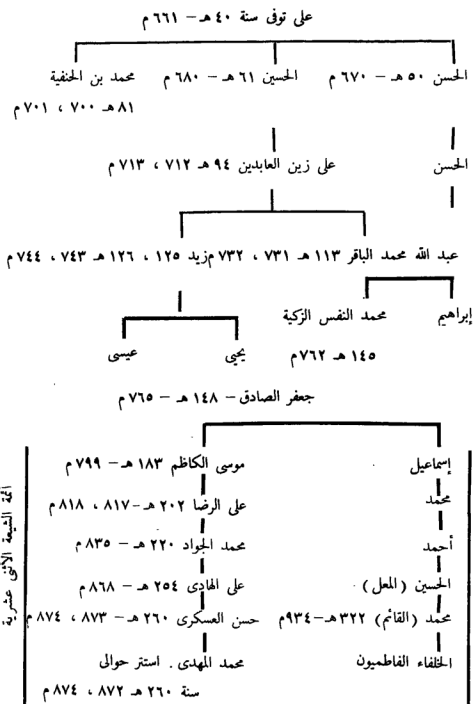 على توفى سنة ٤٠ هـ – ٦٦١ م
الحسن ٥٠ هـ – ٦٧٠ م الحسين ٦١ هـ – ٦٨٠ م محمد بن الحنفية
٨١ هـ ٧٠٠ ، ٧٠١ م
الحسن على زين العابدين ٩٤ هـ ٧١٢ ، ٧١٣ م
عبد الله محمد الباقر ١١٣ هـ ٧٣١ ، ٧٣٢ م زيد ١٢٥ ، ١٢٦ هـ ٧٤٣ ، ٧٤٤ م
إبراهيم محمد النفس الزكية يحيى عيسى
١٤٥ هـ ٧٦٢ م
جعفر الصادق – ١٤٨ هـ – ٧٦٥ م
إسماعيل موسى الكاظم ١٨٣ هـ – ٧٩٩ م
محمد على الرضا ٢٠٢ هـ – ٨١٧ ، ٨١٨ م
أحمد محمد الجواد ٢٢٠ هـ – ٨٣٥ م
الحسين (المعل) على الهادى ٢٥٤ هـ – ٨٦٨ م
محمد (القائم) ٣٢٢ هـ – ٩٣٤ م حسن العسكرى ٢٦٠ هـ – ٨٧٣ ، ٨٧٤ م
الخلفاء الفاطميون محمد المهدى . استتر حوالى
سنة ٢٦٠ هـ ٨٧٢ ، ٨٧٤ م
أئمة الشيعة الأثنى عشرية